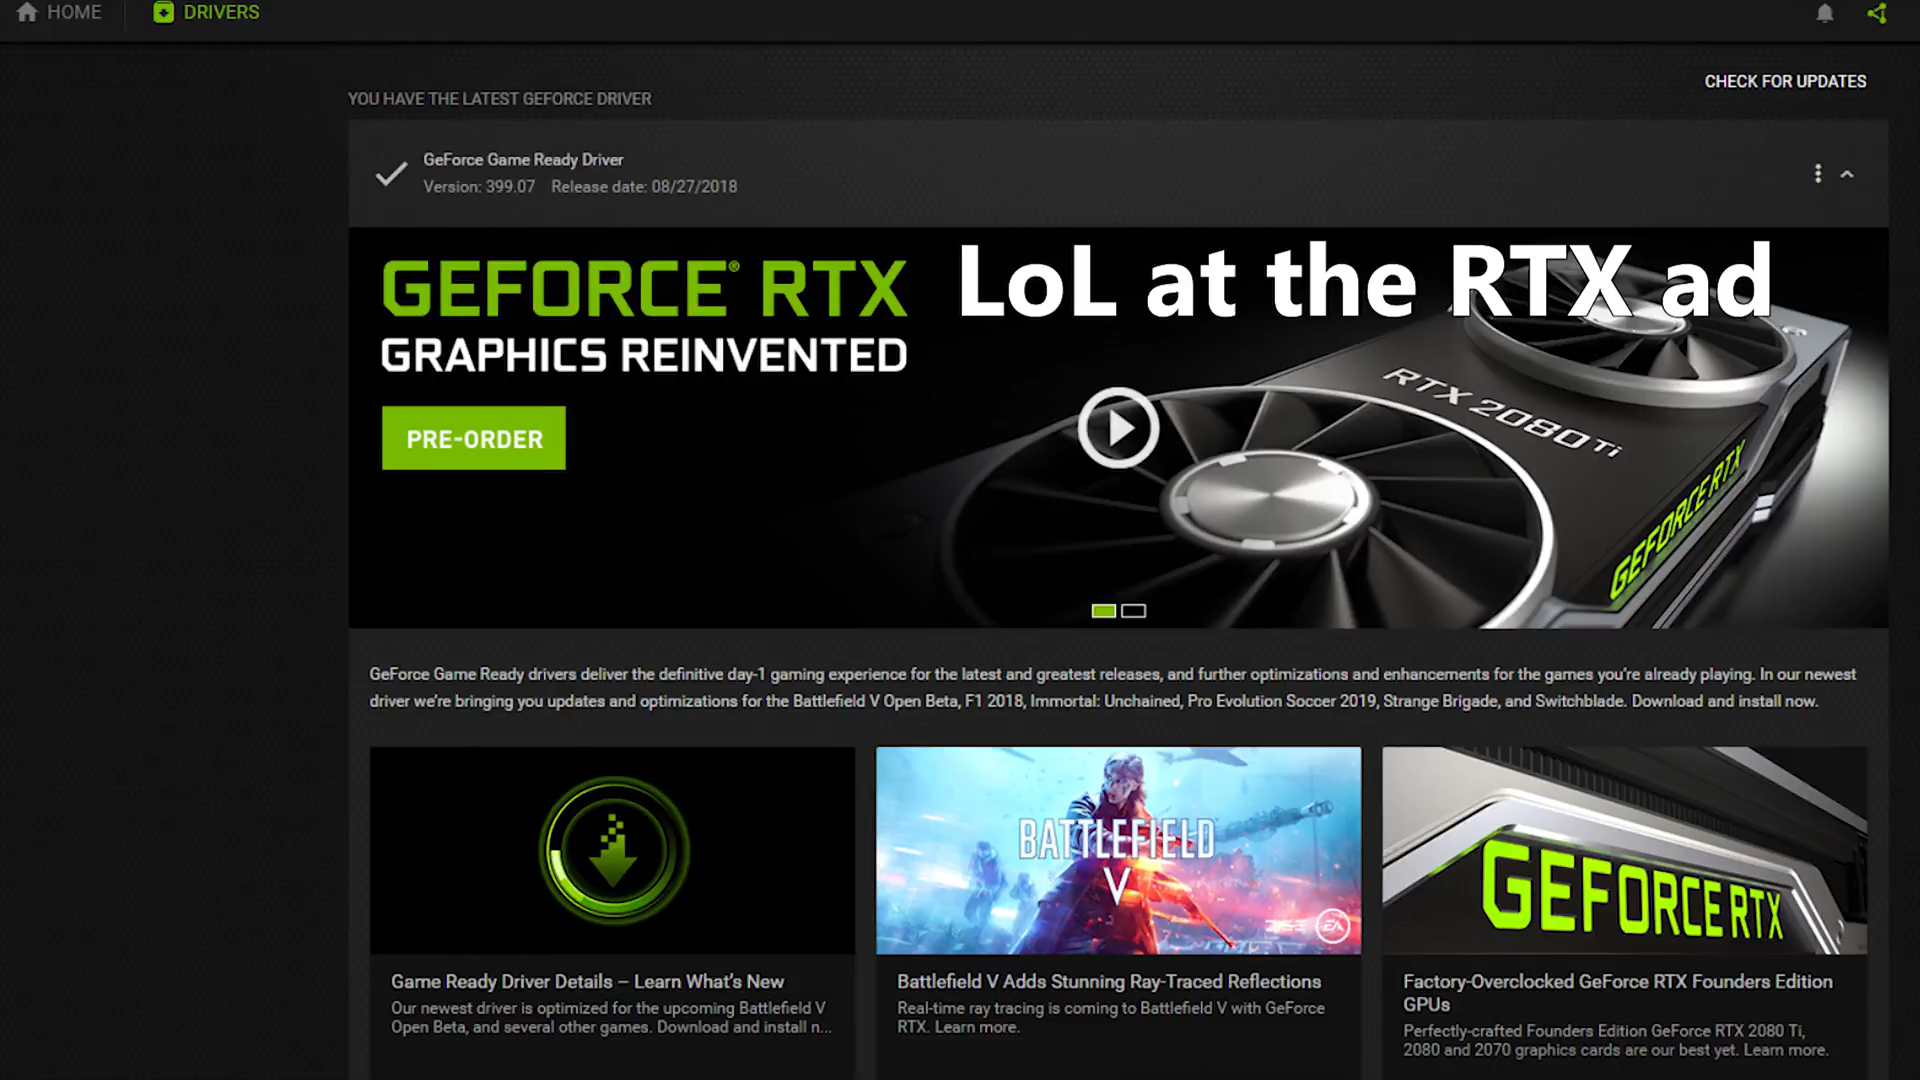 HOME
DRIVERS
CHECK FOR UPDATES
YOU HAVE THE LATEST GEFORCE DRIVER
GeForce Game Ready Driver
Version: 399.07 Release date: 08/27/2018
GEFORCE® RTX
LoL at the RTX ad
GRAPHICS REINVENTED
PRE-ORDER
RTX 2080 Ti
GEFORCE RTX
GeForce Game Ready drivers deliver the definitive day-1 gaming experience for the latest and greatest releases, and further optimizations and enhancements for the games you're already playing. In our newest
driver we're bringing you updates and optimizations for the Battlefield V Open Beta, F1 2018, Immortal: Unchained, Pro Evolution Soccer 2019, Strange Brigade, and Switchblade. Download and install now.
BATTLEFIELD
V
EA
GEFORCE RTX
Game Ready Driver Details – Learn What's New
Our newest driver is optimized for the upcoming Battlefield V
Open Beta, and several other games. Download and install n...
Battlefield V Adds Stunning Ray-Traced Reflections
Real-time ray tracing is coming to Battlefield V with GeForce
RTX. Learn more.
Factory-Overclocked GeForce RTX Founders Edition
GPUs
Perfectly-crafted Founders Edition GeForce RTX 2080 Ti,
2080 and 2070 graphics cards are our best yet. Learn more.